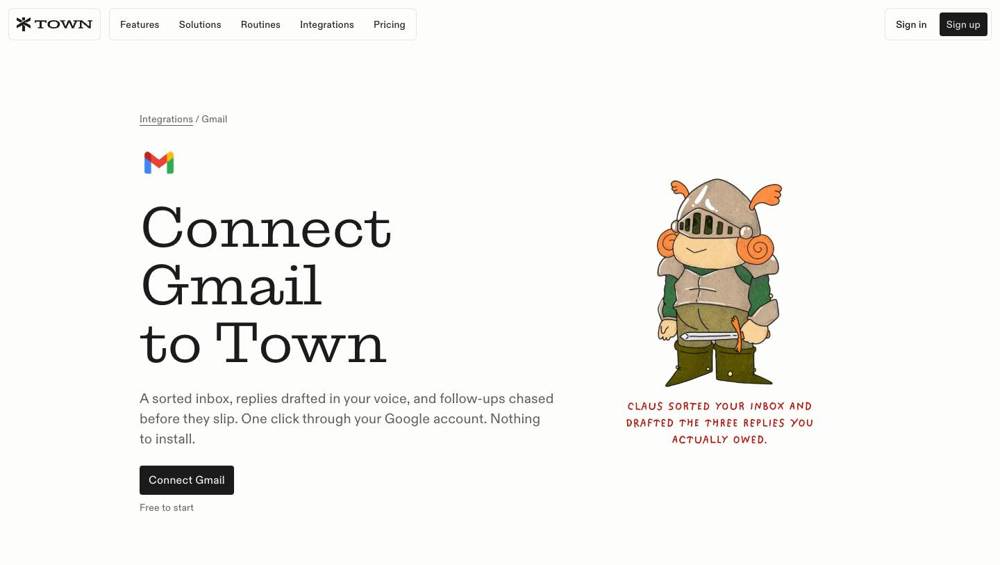 TOWN
Features
Solutions
Routines
Integrations
Pricing
Sign in
Sign up
Integrations / Gmail
Connect
Gmail
to Town
A sorted inbox, replies drafted in your voice, and follow-ups chased
before they slip. One click through your Google account. Nothing
to install.
Connect Gmail
Free to start
CLAUS SORTED YOUR INBOX AND
DRAFTED THE THREE REPLIES YOU
ACTUALLY OWED.